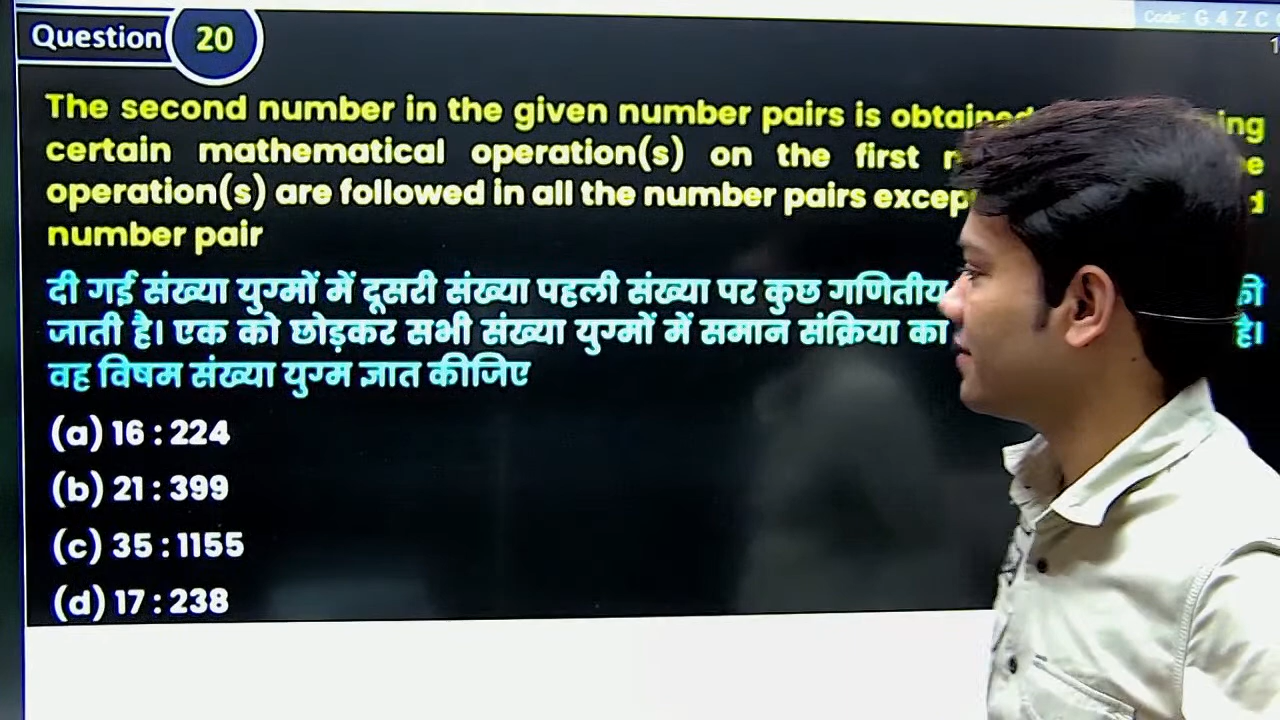 Code: G 4 Z C
Question 20
1
The second number in the given number pairs is obtained
certain mathematical operation(s) on the first
operation(s) are followed in all the number pairs
number pair
दी गई संख्या युग्मों में दूसरी संख्या पहली संख्या पर कुछ गणितीय की
जाती है। एक को छोड़कर सभी संख्या युग्मों में समान संक्रिया का है।
वह विषम संख्या युग्म ज्ञात कीजिए
(a) 16 : 224
(b) 21 : 399
(c) 35 : 1155
(d) 17 : 238